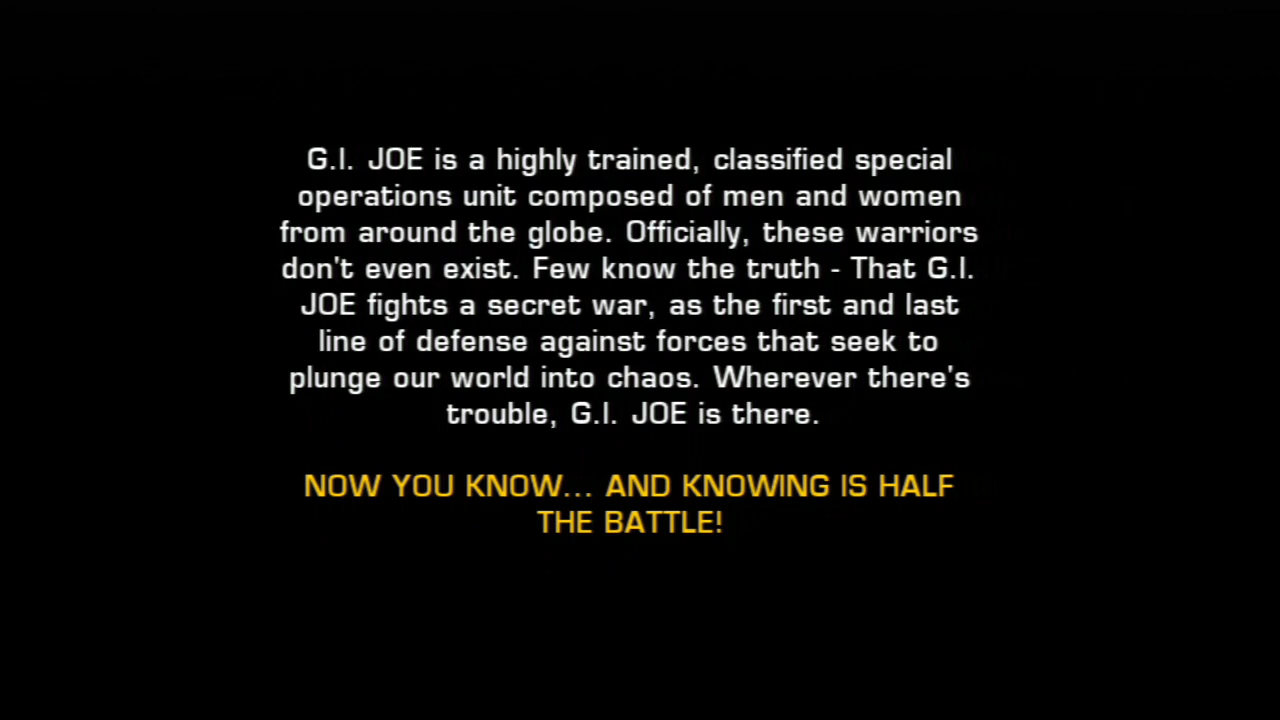 G.I. JOE is a highly trained, classified special
operations unit composed of men and women
from around the globe. Officially, these warriors
don't even exist. Few know the truth - That G.I.
JOE fights a secret war, as the first and last
line of defense against forces that seek to
plunge our world into chaos. Wherever there's
trouble, G.I. JOE is there.
NOW YOU KNOW... AND KNOWING IS HALF
THE BATTLE!